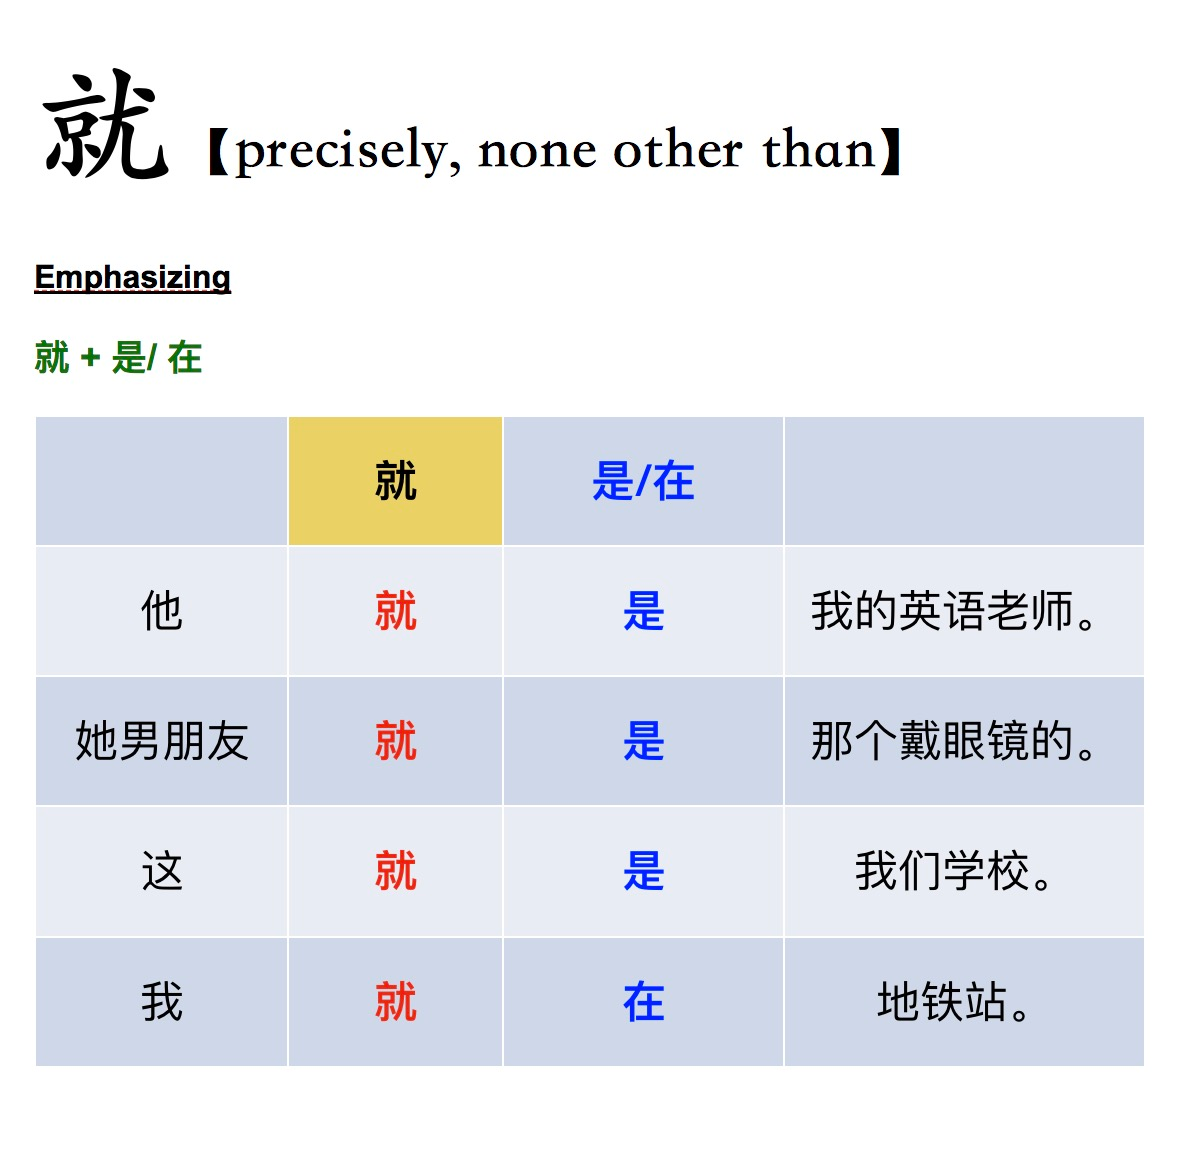 就【precisely, none other than】
Emphasizing
就 + 是/ 在
就 是/在
他 就 是 我的英语老师。
她男朋友 就 是 那个戴眼镜的。
这 就 是 我们学校。
我 就 在 地铁站。